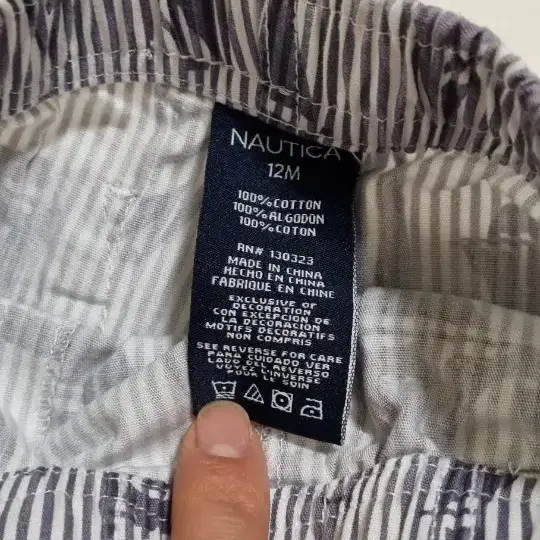 NAUTICA
12M
100%COTTON
100%ALGODON
100%COTON
RN# 130323
MADE IN CHINA
HECHO EN CHINA
FABRIQUE EN CHINE
EXCLUSIVE OF
DECORATION
CON EXCEPCION DE
LA DECORACION
MOTIFS DECORATIFS
NON COMPRIS
SEE REVERSE FOR CARE
PARA CUIDADO VER
LADO DEL REVERSO
VOYEZ L'INVERSE
POUR LE SOIN